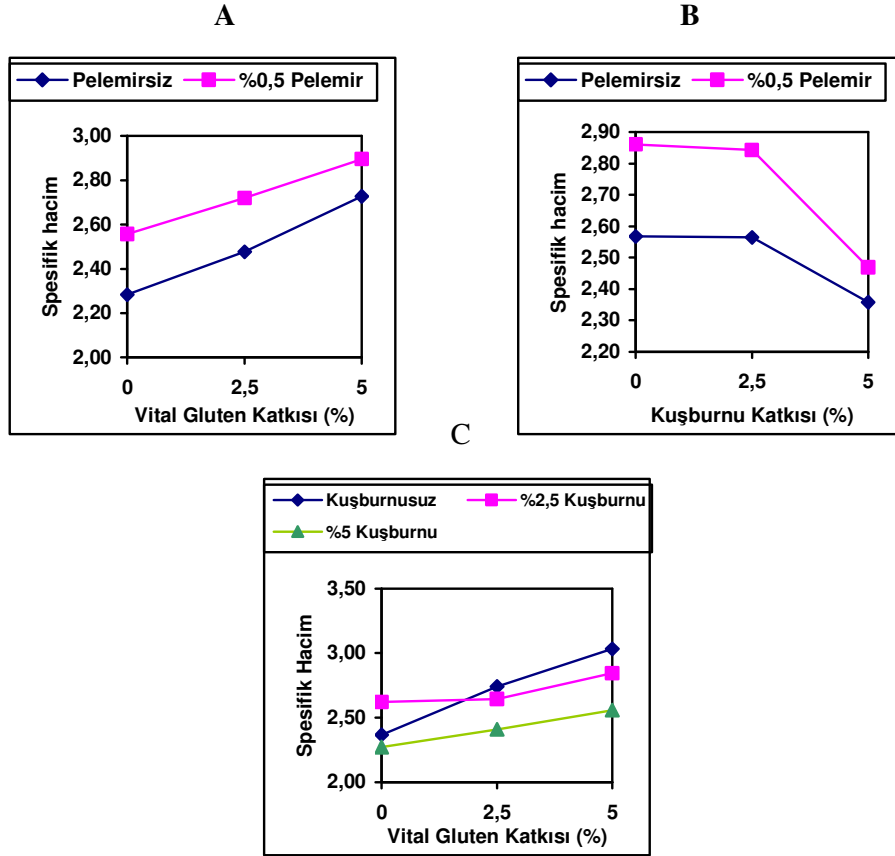 A
Pelemirsiz %0,5 Pelemir
3,00
2,80
2,60
2,40
2,20
2,00
Spesifik hacim
0 2,5 5
Vital Gluten Katkısı (%)
B
Pelemirsiz %0,5 Pelemir
2,90
2,80
2,70
2,60
2,50
2,40
2,30
2,20
Spesifik hacim
0 2,5 5
Kuşburnu Katkısı (%)
C
Kuşburnusuz %2,5 Kuşburnu
%5 Kuşburnu
3,50
3,00
2,50
2,00
Spesifik Hacim
0 2,5 5
Vital Gluten Katkısı (%)